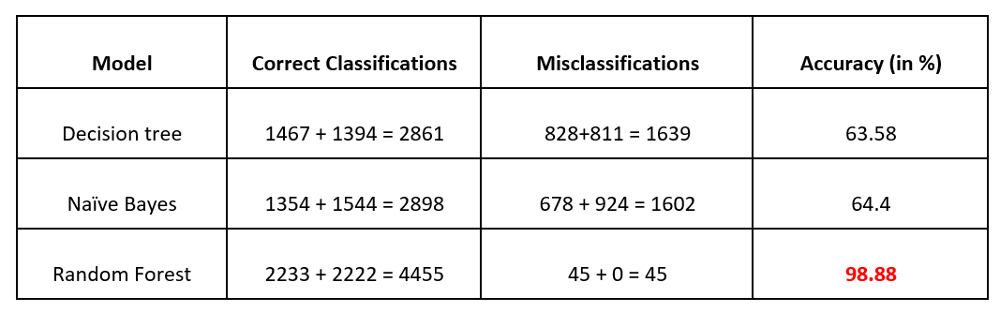 Model Correct Classifications Misclassifications Accuracy (in %)
Decision tree 1467 + 1394 = 2861 828+811 = 1639 63.58
Naïve Bayes 1354 + 1544 = 2898 678 + 924 = 1602 64.4
Random Forest 2233 + 2222 = 4455 45 + 0 = 45 98.88